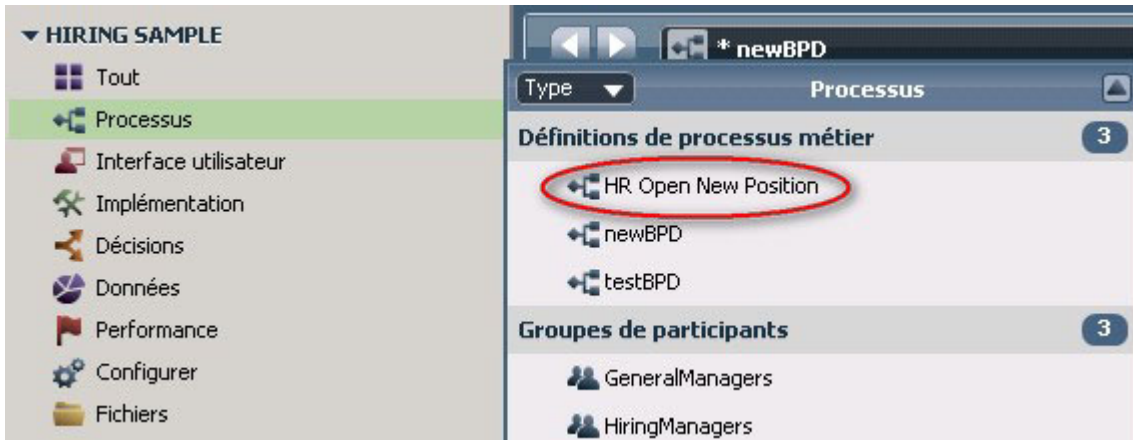 HIRING SAMPLE
Tout
Processus
Interface utilisateur
Implémentation
Décisions
Données
Performance
Configurer
Fichiers
* newBPD
Type Processus
Définitions de processus métier 3
HR Open New Position
newBPD
testBPD
Groupes de participants 3
GeneralManagers
HiringManagers